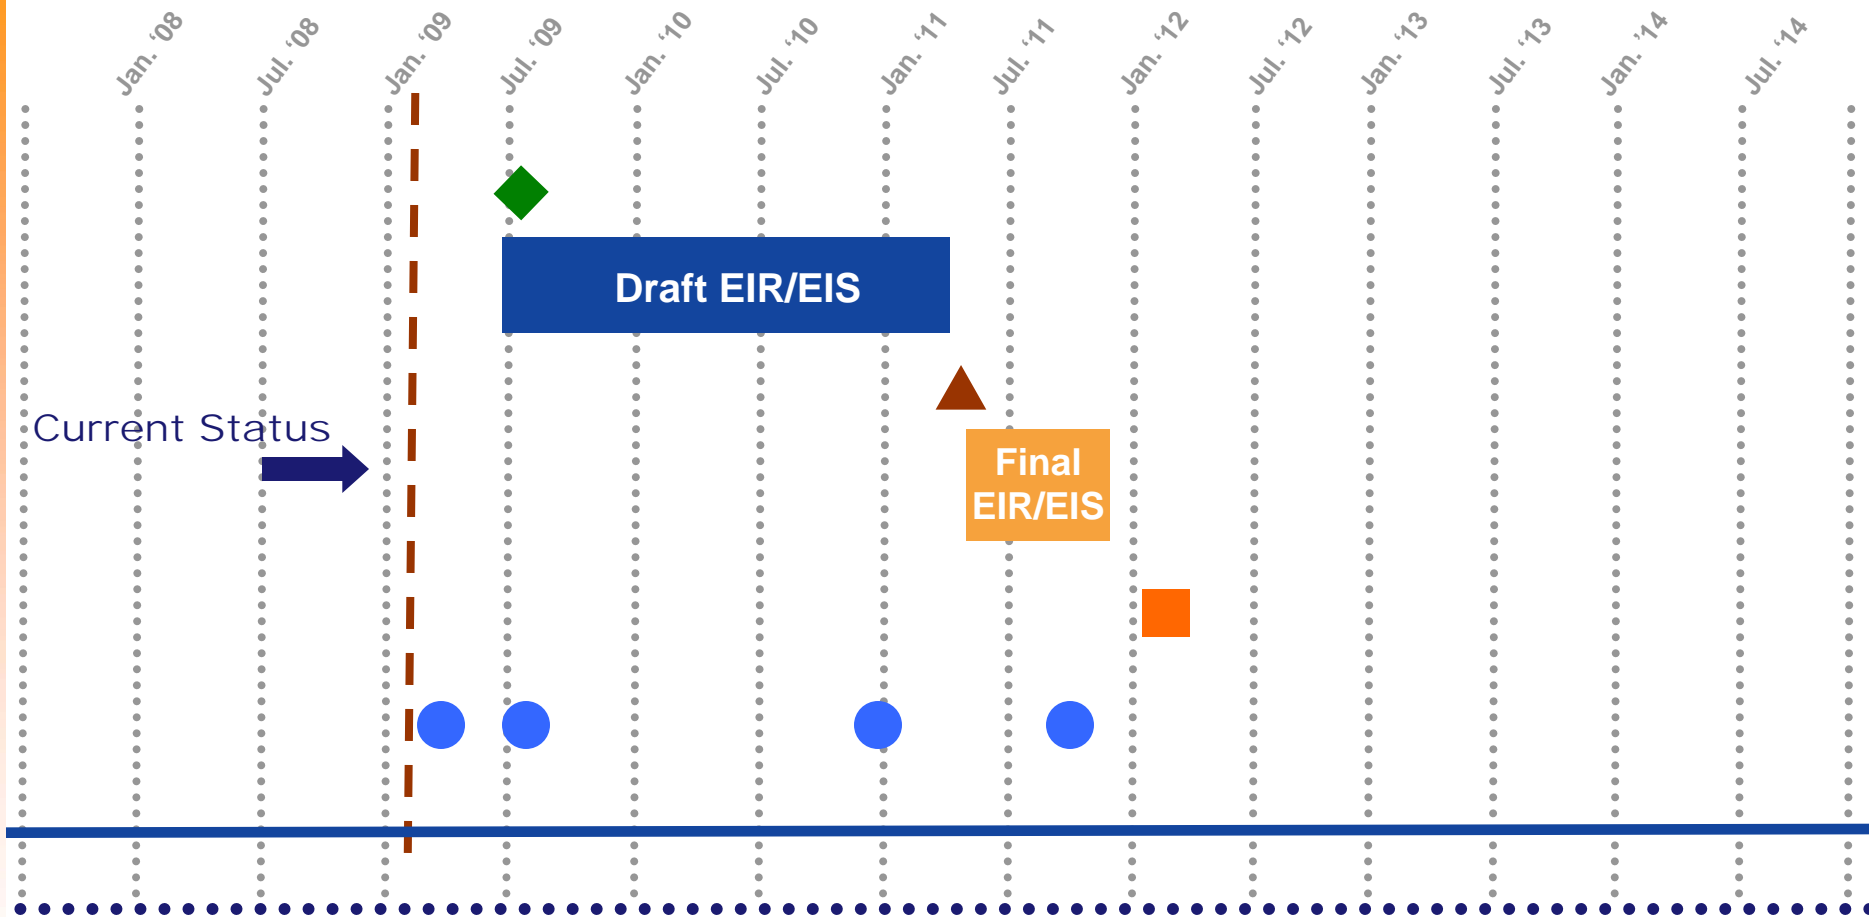 Jan. ‘08
Jul. ‘08
Jan. ‘09
Jul. ‘09
Jan. ‘10
Jul. ‘10
Jan. ‘11
Jul. ‘11
Jan. ‘12
Jul. ‘12
Jan. ‘13
Jul. ‘13
Jan. ’14
Jul. ‘14
Draft EIR/EIS
Current Status
Final
EIR/EIS